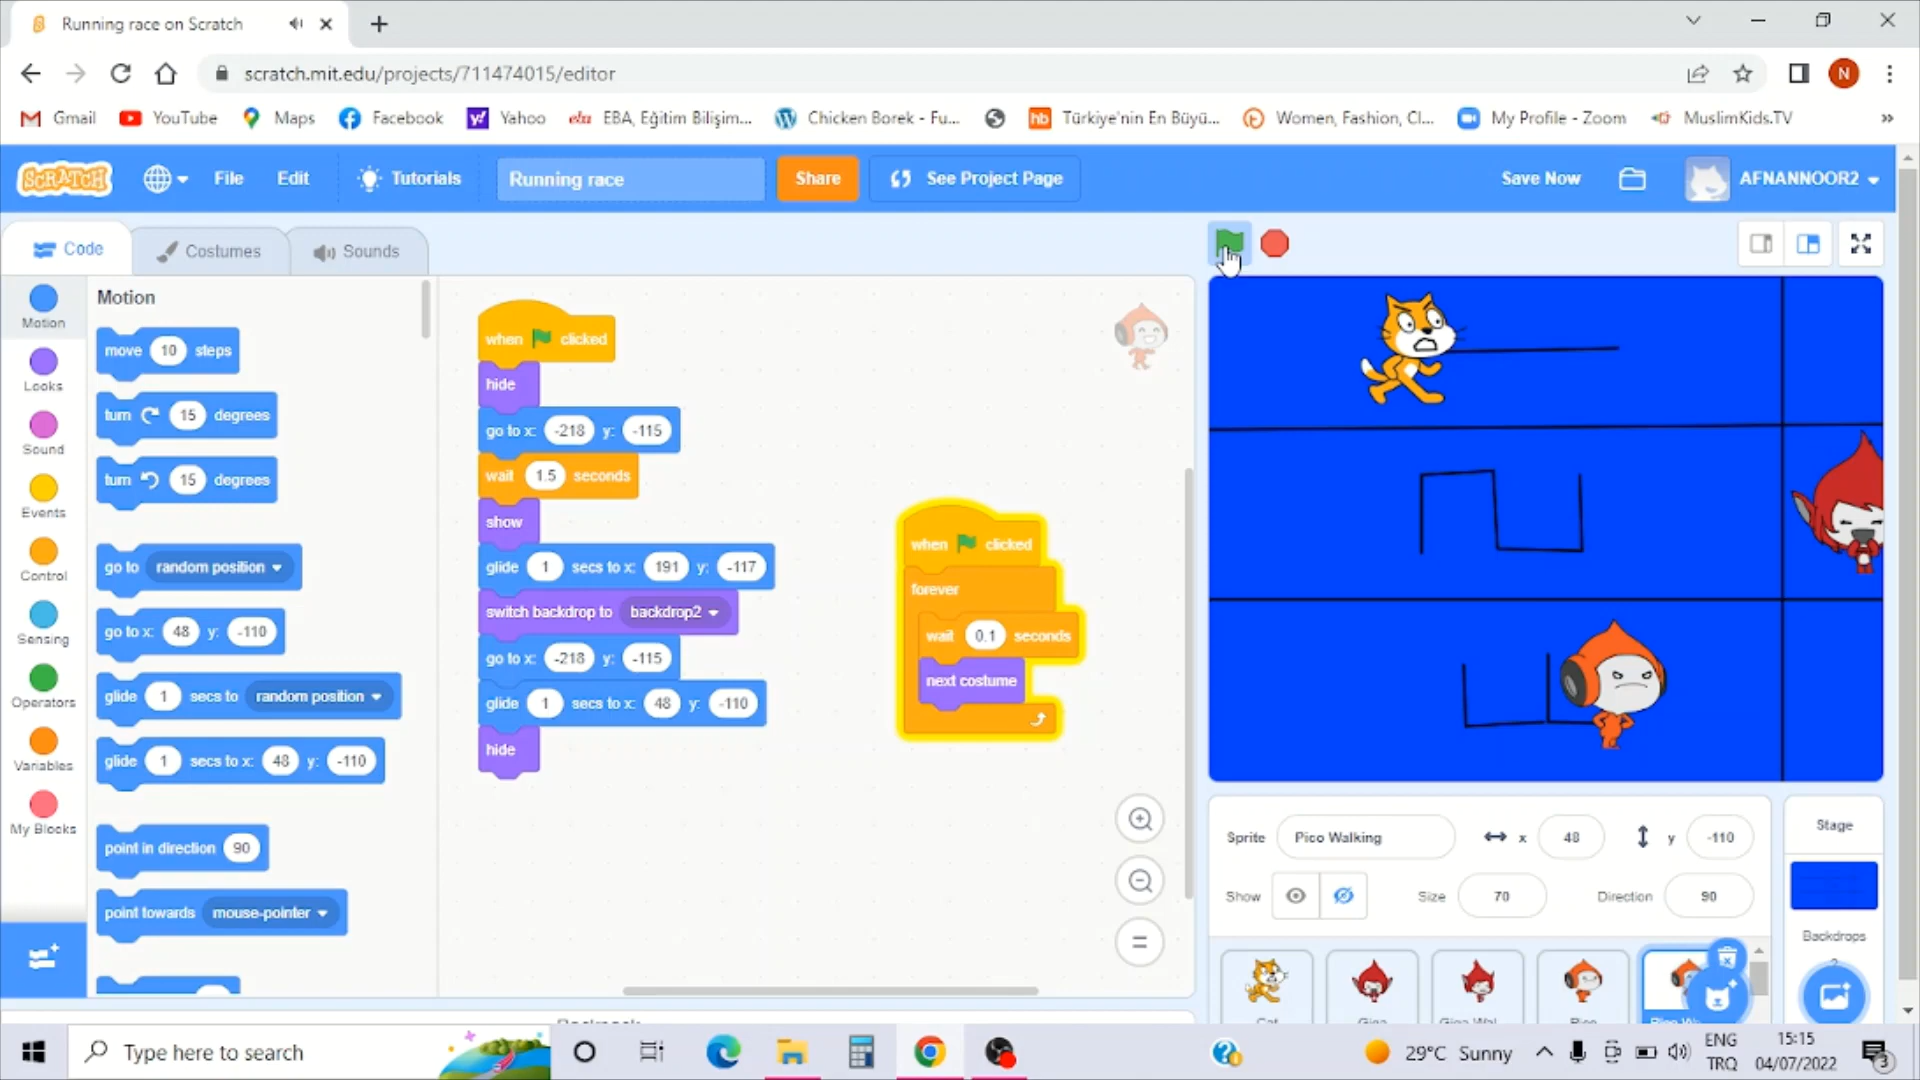 Running race on Scratch
scratch.mit.edu/projects/711474015/editor
N
Gmail YouTube Maps Facebook Yahoo EBA, Eğitim Bilişim... Chicken Borek - Fu... Türkiye'nin En Büyü... Women, Fashion, Cl... My Profile - Zoom MuslimKids.TV »
SCRATCH File Edit Tutorials Running race Share See Project Page Save Now AFNANNOOR2
Code Costumes Sounds
Motion
Looks
Sound
Events
Control
Sensing
Operators
Variables
My Blocks
Motion
move 10 steps
turn 15 degrees
turn 15 degrees
go to random position
go to x: 48 y: -110
glide 1 secs to random position
glide 1 secs to x: 48 y: -110
point in direction 90
point towards mouse-pointer
when clicked
hide
go to x: -218 y: -115
wait 1.5 seconds
show
glide 1 secs to x: 191 y: -117
switch backdrop to backdrop2
go to x: -218 y: -115
glide 1 secs to x: 48 y: -110
hide
when clicked
forever
wait 0.1 seconds
next costume
Sprite Pico Walking x 48 y -110
Show Size 70 Direction 90
Stage
Backdrops
Type here to search
29°C Sunny
ENG
TRQ
15:15
04/07/2022
3